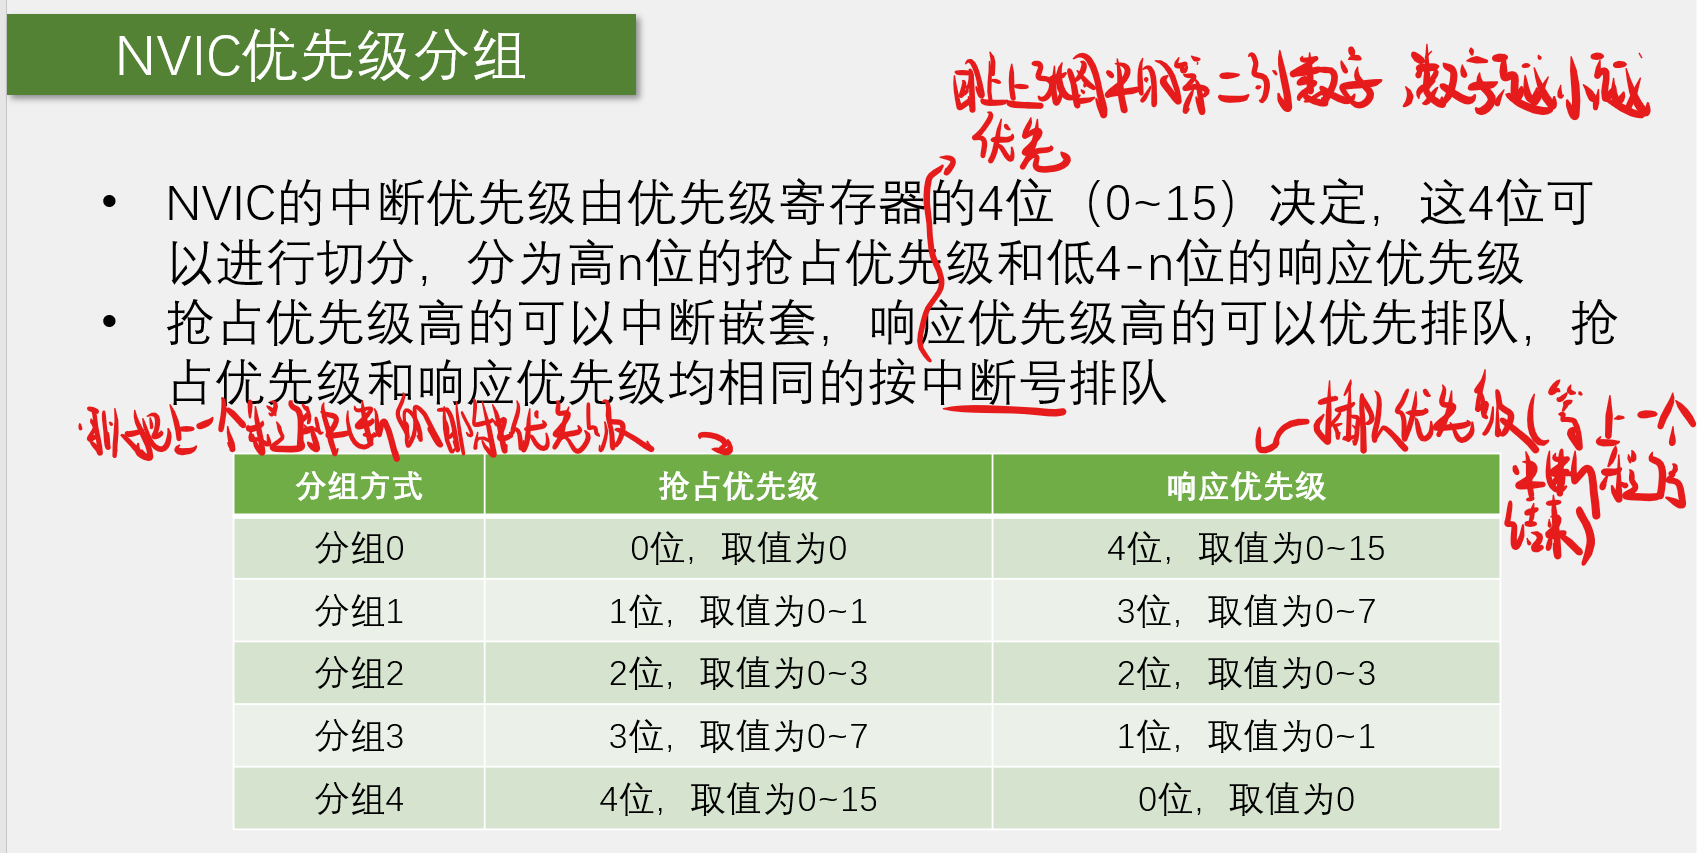 NVIC优先级分组
即上张图中的第二列数字,数字越小越
优先
• NVIC的中断优先级由优先级寄存器的4位（0~15）决定，这4位可
以进行切分，分为高n位的抢占优先级和低4-n位的响应优先级
• 抢占优先级高的可以中断嵌套，响应优先级高的可以优先排队，抢
占优先级和响应优先级均相同的按中断号排队
上一个程序中断的 优先级
排队优先级(等上一个
中断程序
结束)
分组方式 抢占优先级 响应优先级
分组0 0位，取值为0 4位，取值为0~15
分组1 1位，取值为0~1 3位，取值为0~7
分组2 2位，取值为0~3 2位，取值为0~3
分组3 3位，取值为0~7 1位，取值为0~1
分组4 4位，取值为0~15 0位，取值为0